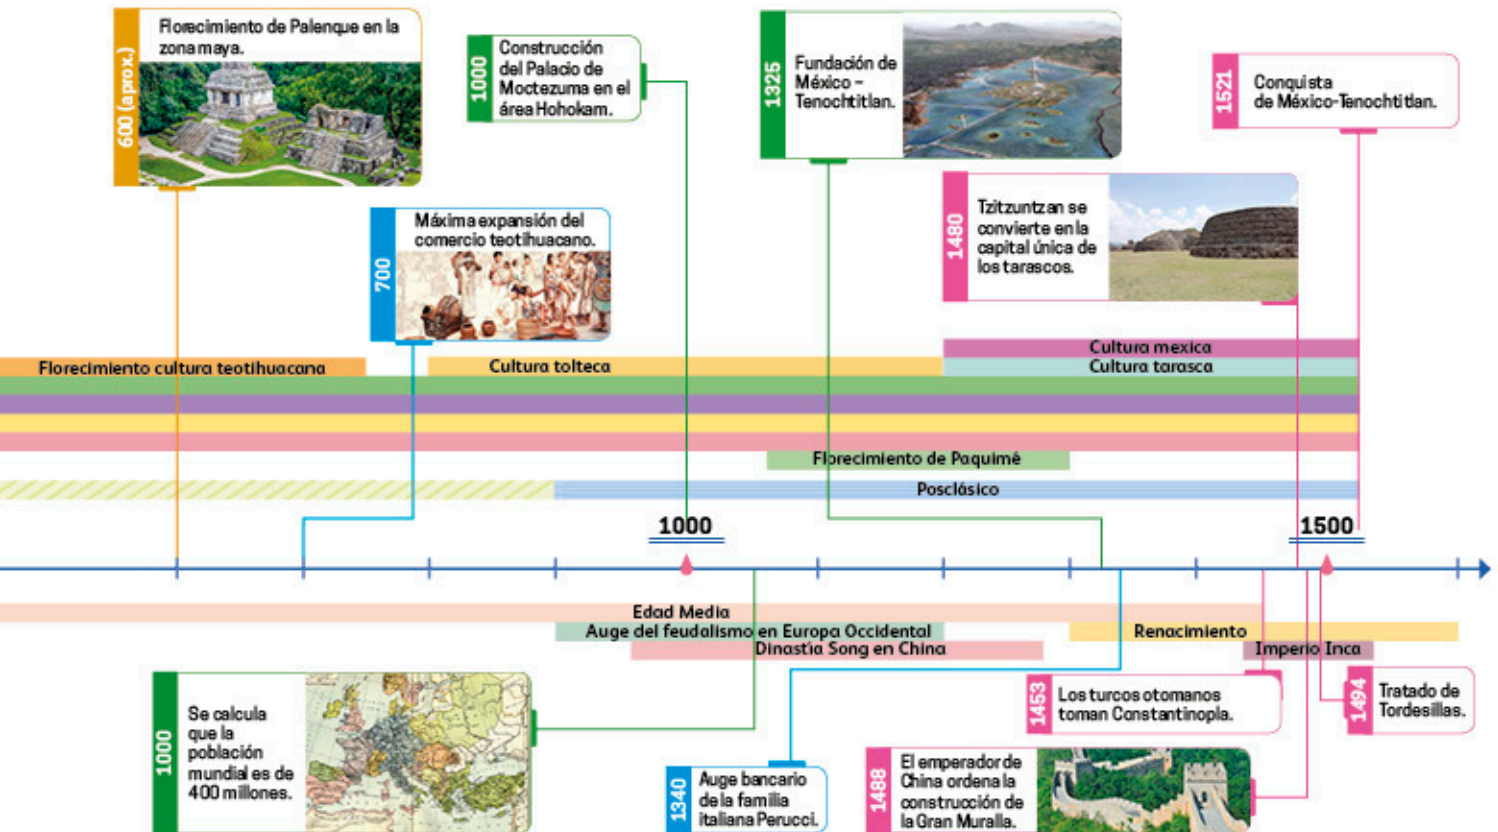 600 (aprox.)
Florecimiento de Palenque en la
zona maya.
1000
Construcción
del Palacio de
Moctezuma en el
área Hohokam.
1325
Fundación de
México –
Tenochtitlan.
1521
Conquista
de México-Tenochtitlan.
700
Máxima expansión del
comercio teotihuacano.
1480
Tzitzuntzan se
convierte en la
capital única de
los tarascos.
Cultura mexica
Florecimiento cultura teotihuacana
Cultura tolteca
Cultura tarasca
Florecimiento de Paquimé
Posclásico
1000
1500
Edad Media
Auge del feudalismo en Europa Occidental
Renacimiento
Dinastía Song en China
Imperio Inca
1000
Se calcula
que la
población
mundial es de
400 millones.
1340
Auge bancario
de la familia
italiana Perucci.
1453
Los turcos otomanos
toman Constantinopla.
1494
Tratado de
Tordesillas.
1488
El emperador de
China ordena la
construcción de
la Gran Muralla.